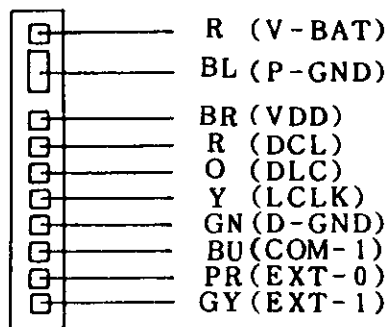 R (V-BAT)
BL (P-GND)
BR (VDD)
R (DCL)
O (DLC)
Y (LCLK)
GN (D-GND)
BU (COM-1)
PR (EXT-0)
GY (EXT-1)